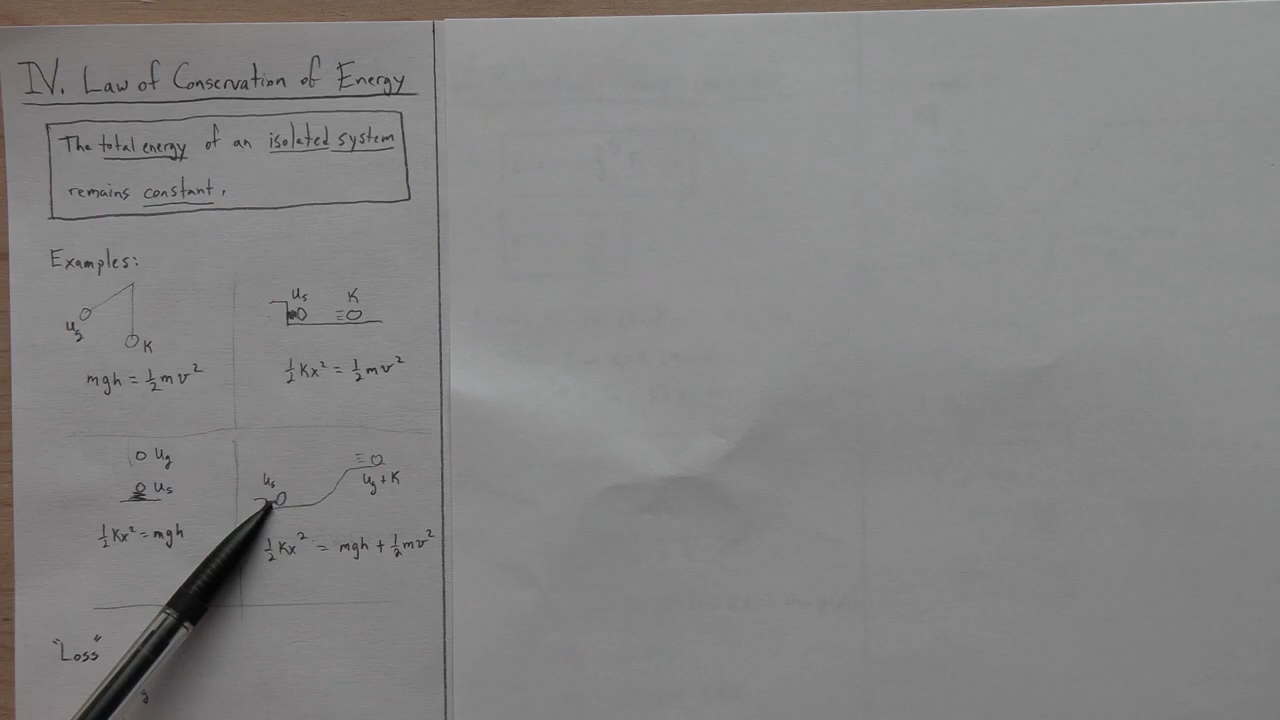 IV. Law of Conservation of Energy
The total energy of an isolated system
remains constant.
Examples:
Ug
K
mgh = ½mv²
Us K
½Kx² = ½mv²
Ug
Us
½Kx² = mgh
Us
Ug + K
½Kx² = mgh + ½mv²
"Loss"
g